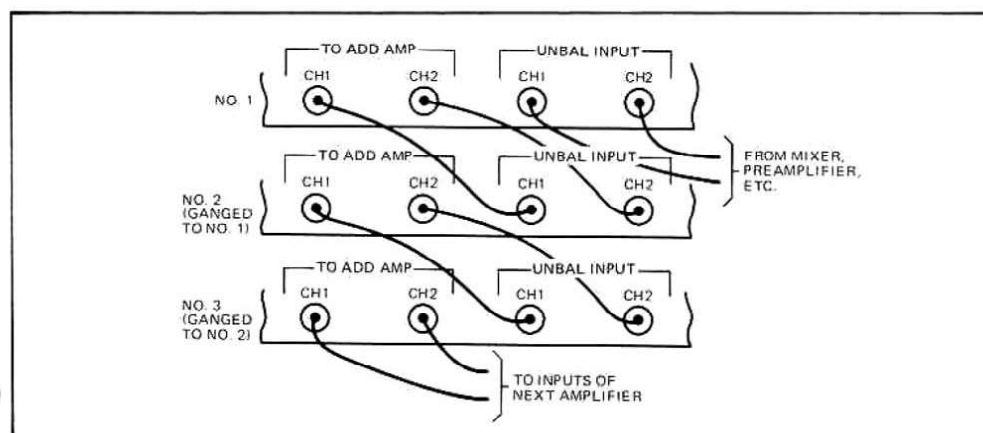 TO ADD AMP UNBAL INPUT
CH1 CH2 CH1 CH2
NO. 1
FROM MIXER,
PREAMPLIFIER,
ETC.
TO ADD AMP UNBAL INPUT
CH1 CH2 CH1 CH2
NO. 2
(GANGED
TO NO. 1)
TO ADD AMP UNBAL INPUT
CH1 CH2 CH1 CH2
NO. 3
(GANGED
TO NO. 2)
TO INPUTS OF
NEXT AMPLIFIER